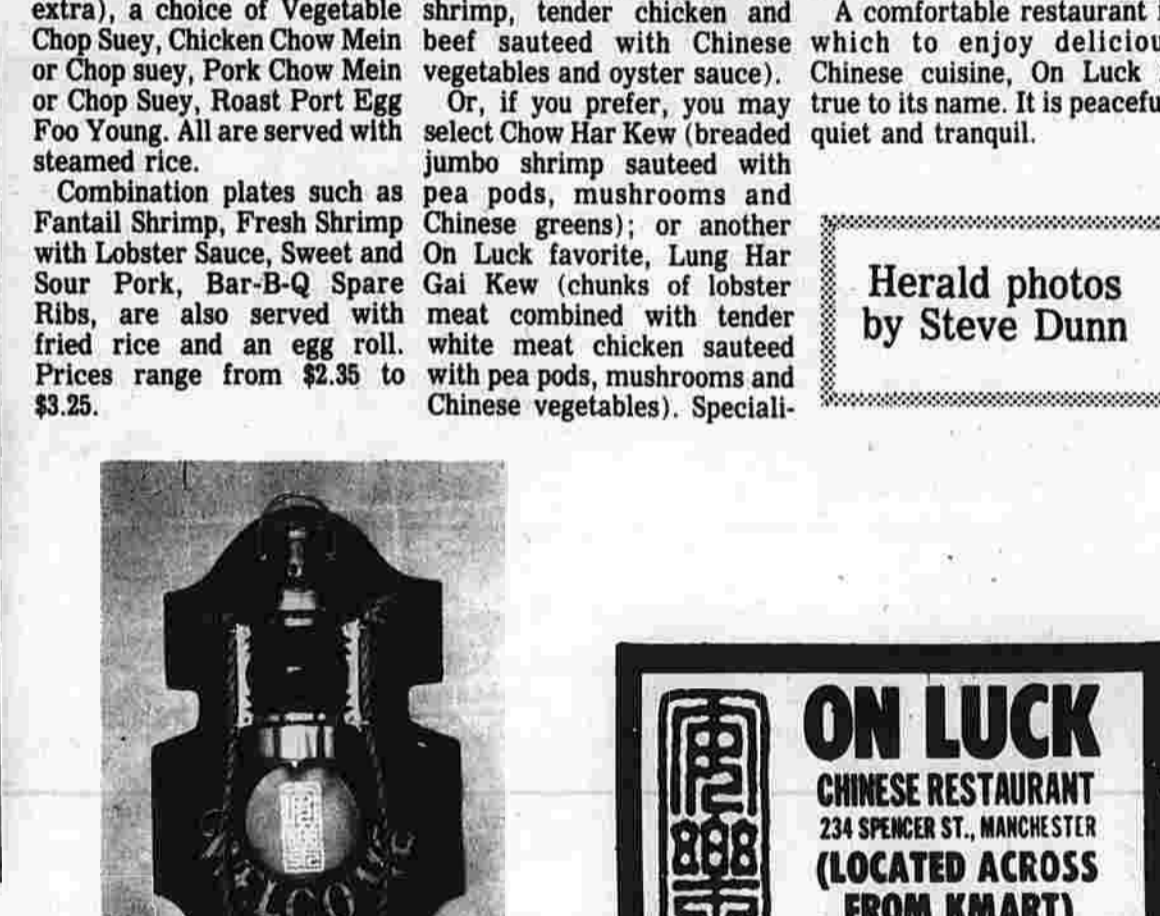 extra), a choice of Vegetable
Chop Suey, Chicken Chow Mein
or Chop suey, Pork Chow Mein
or Chop Suey, Roast Port Egg
Foo Young. All are served with
steamed rice.
Combination plates such as
Fantail Shrimp, Fresh Shrimp
with Lobster Sauce, Sweet and
Sour Pork, Bar-B-Q Spare
Ribs, are also served with
fried rice and an egg roll.
Prices range from $2.35 to
$3.25.
shrimp, tender chicken and
beef sauteed with Chinese
vegetables and oyster sauce).
Or, if you prefer, you may
select Chow Har Kew (breaded
jumbo shrimp sauteed with
pea pods, mushrooms and
Chinese greens); or another
On Luck favorite, Lung Har
Gai Kew (chunks of lobster
meat combined with tender
white meat chicken sauteed
with pea pods, mushrooms and
Chinese vegetables). Speciali-
A comfortable restaurant
which to enjoy deliciou
Chinese cuisine, On Luck
true to its name. It is peacefu
quiet and tranquil.
Herald photos
by Steve Dunn
ON LUCK
CHINESE RESTAURANT
234 SPENCER ST., MANCHESTER
(LOCATED ACROSS
FROM KMART)